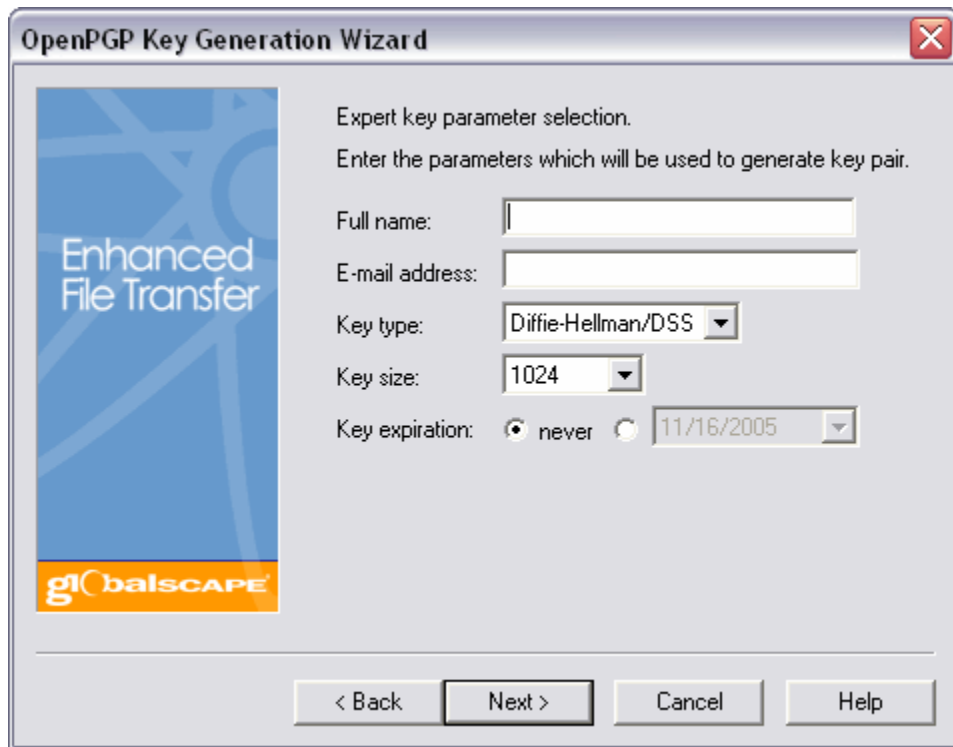 OpenPGP Key Generation Wizard
Enhanced
File Transfer
globalSCAPE
Expert key parameter selection.
Enter the parameters which will be used to generate key pair.
Full name:
E-mail address:
Key type: Diffie-Hellman/DSS
Key size: 1024
Key expiration: never 11/16/2005
< Back Next > Cancel Help